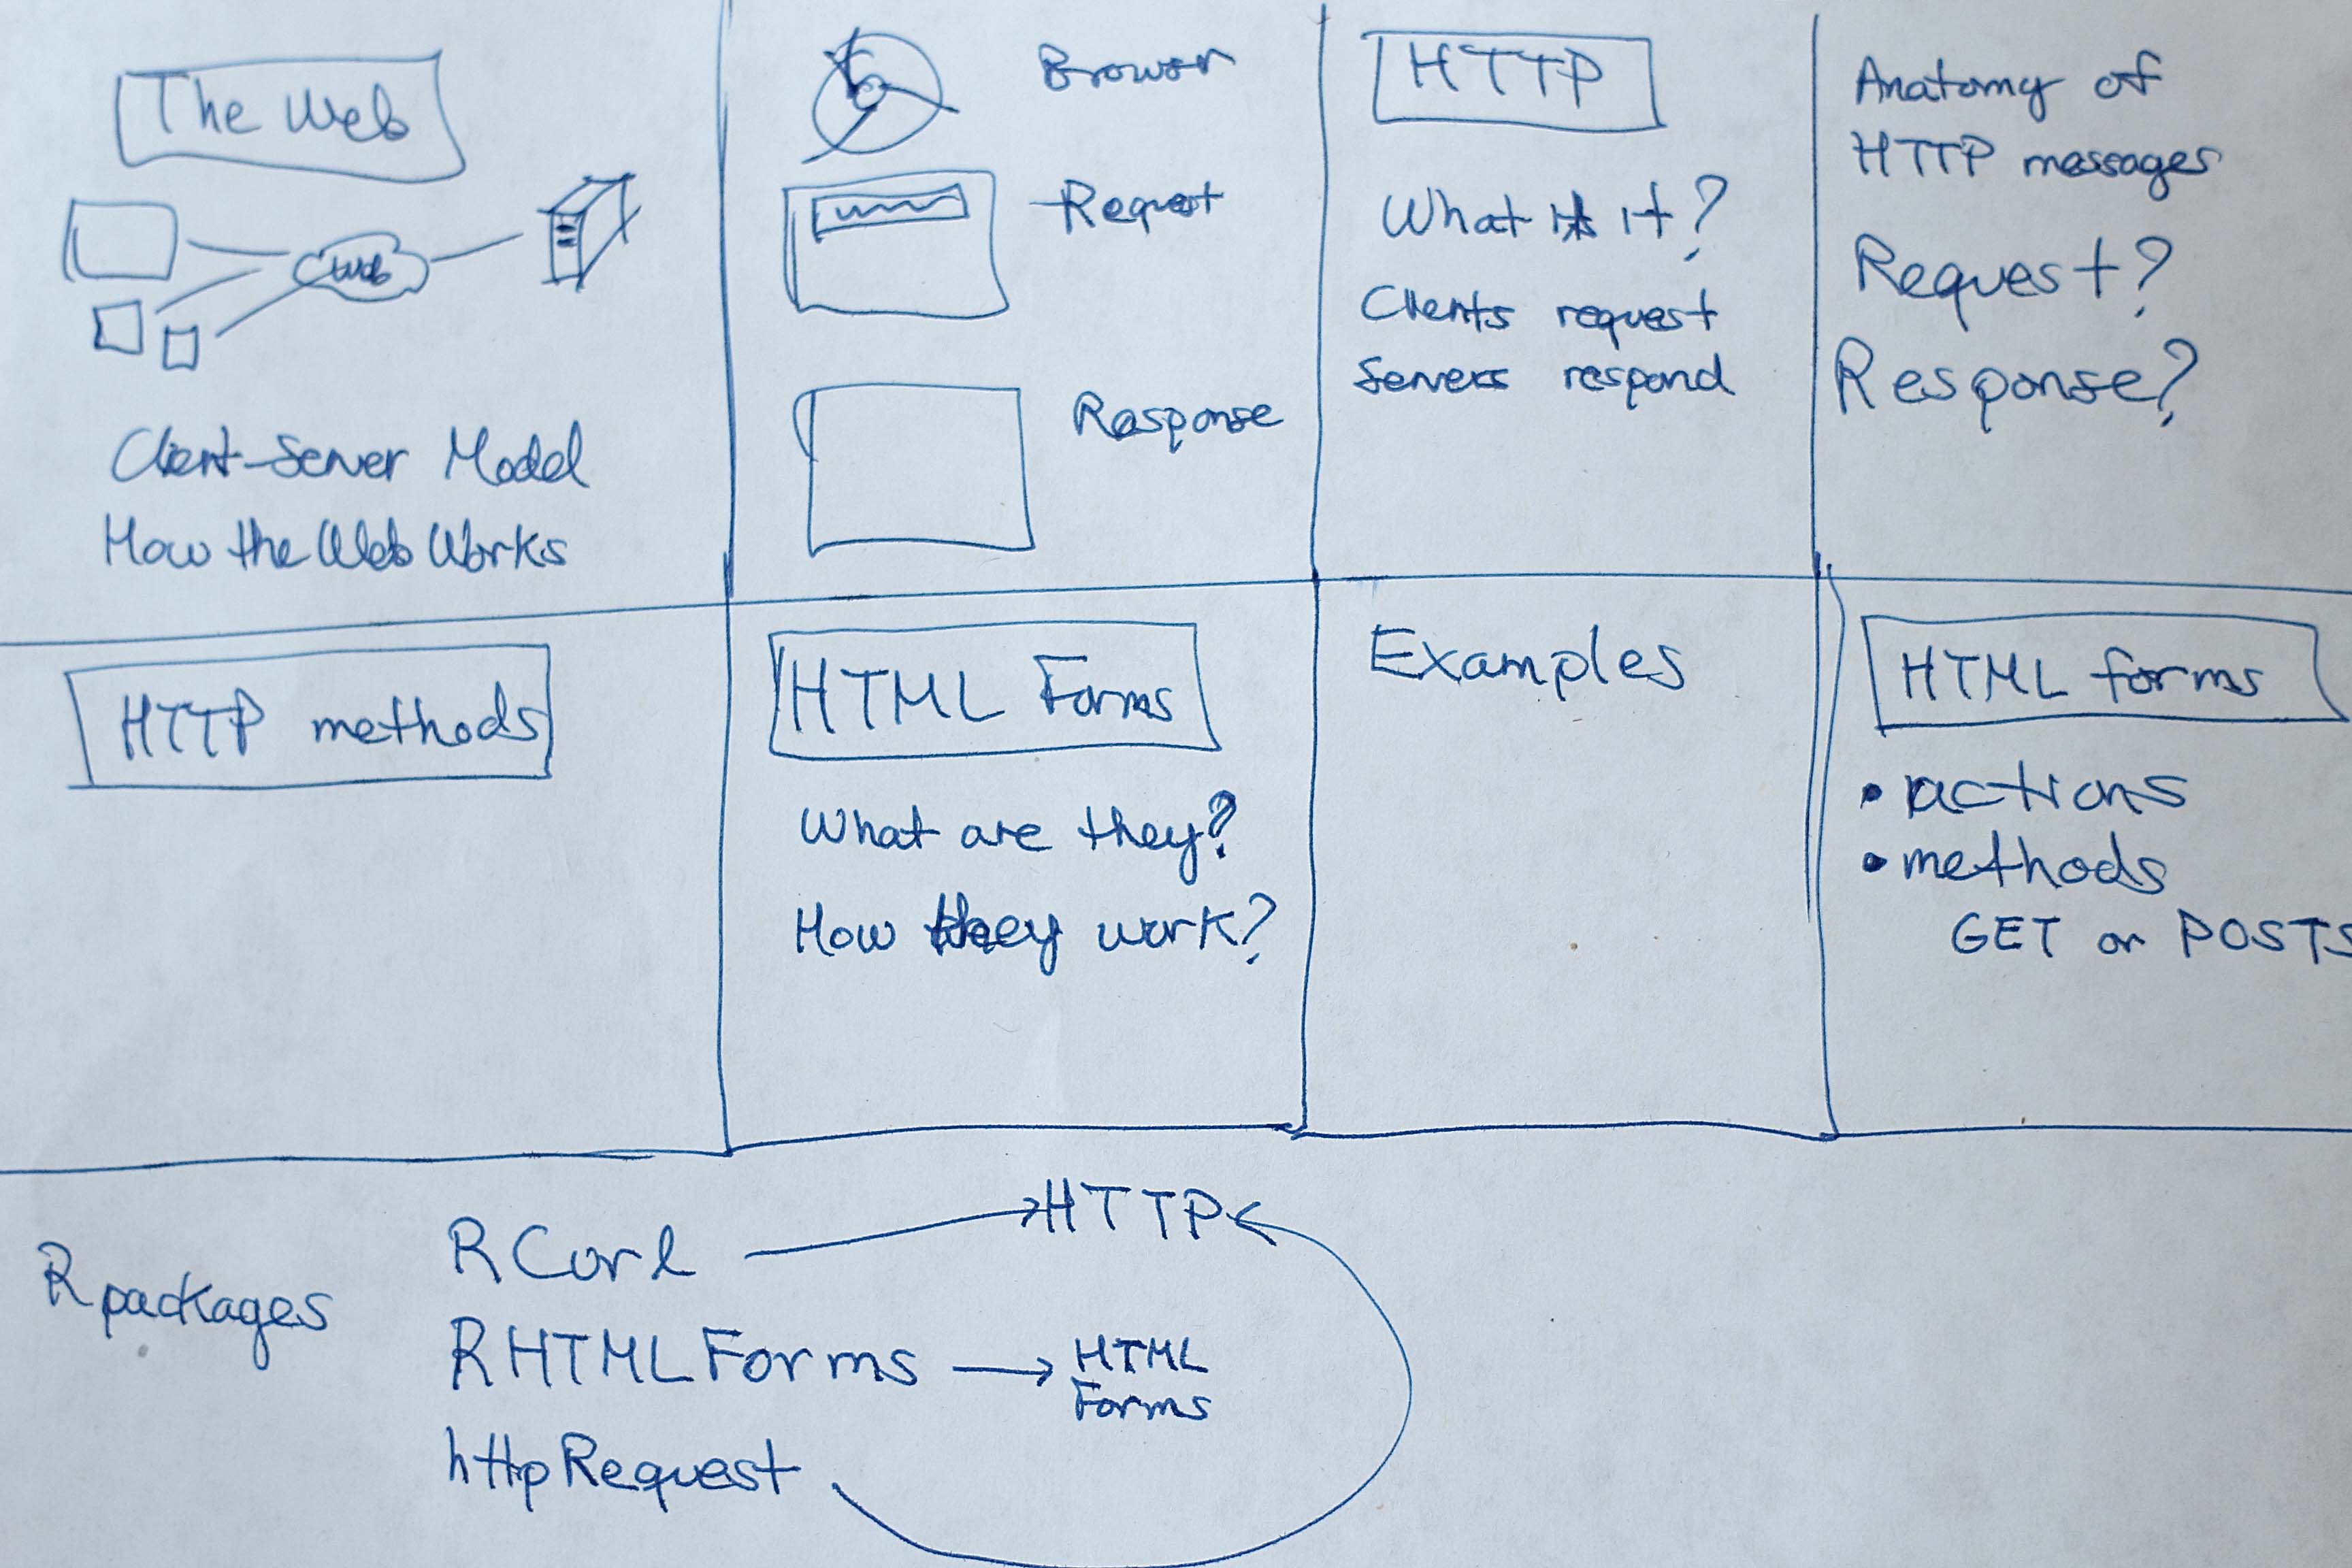 The Web
Web
Client-Server Model
How the Web Works
Browser
Request
Response
HTTP
What is it?
Clients request
Servers respond
Anatomy of
HTTP messages
Request?
Response?
HTTP methods
HTML Forms
What are they?
How they work?
Examples
HTML forms
• actions
• methods
GET or POSTS
R packages
RCurl
HTTP
RHTMLForms
HTML
Forms
httpRequest